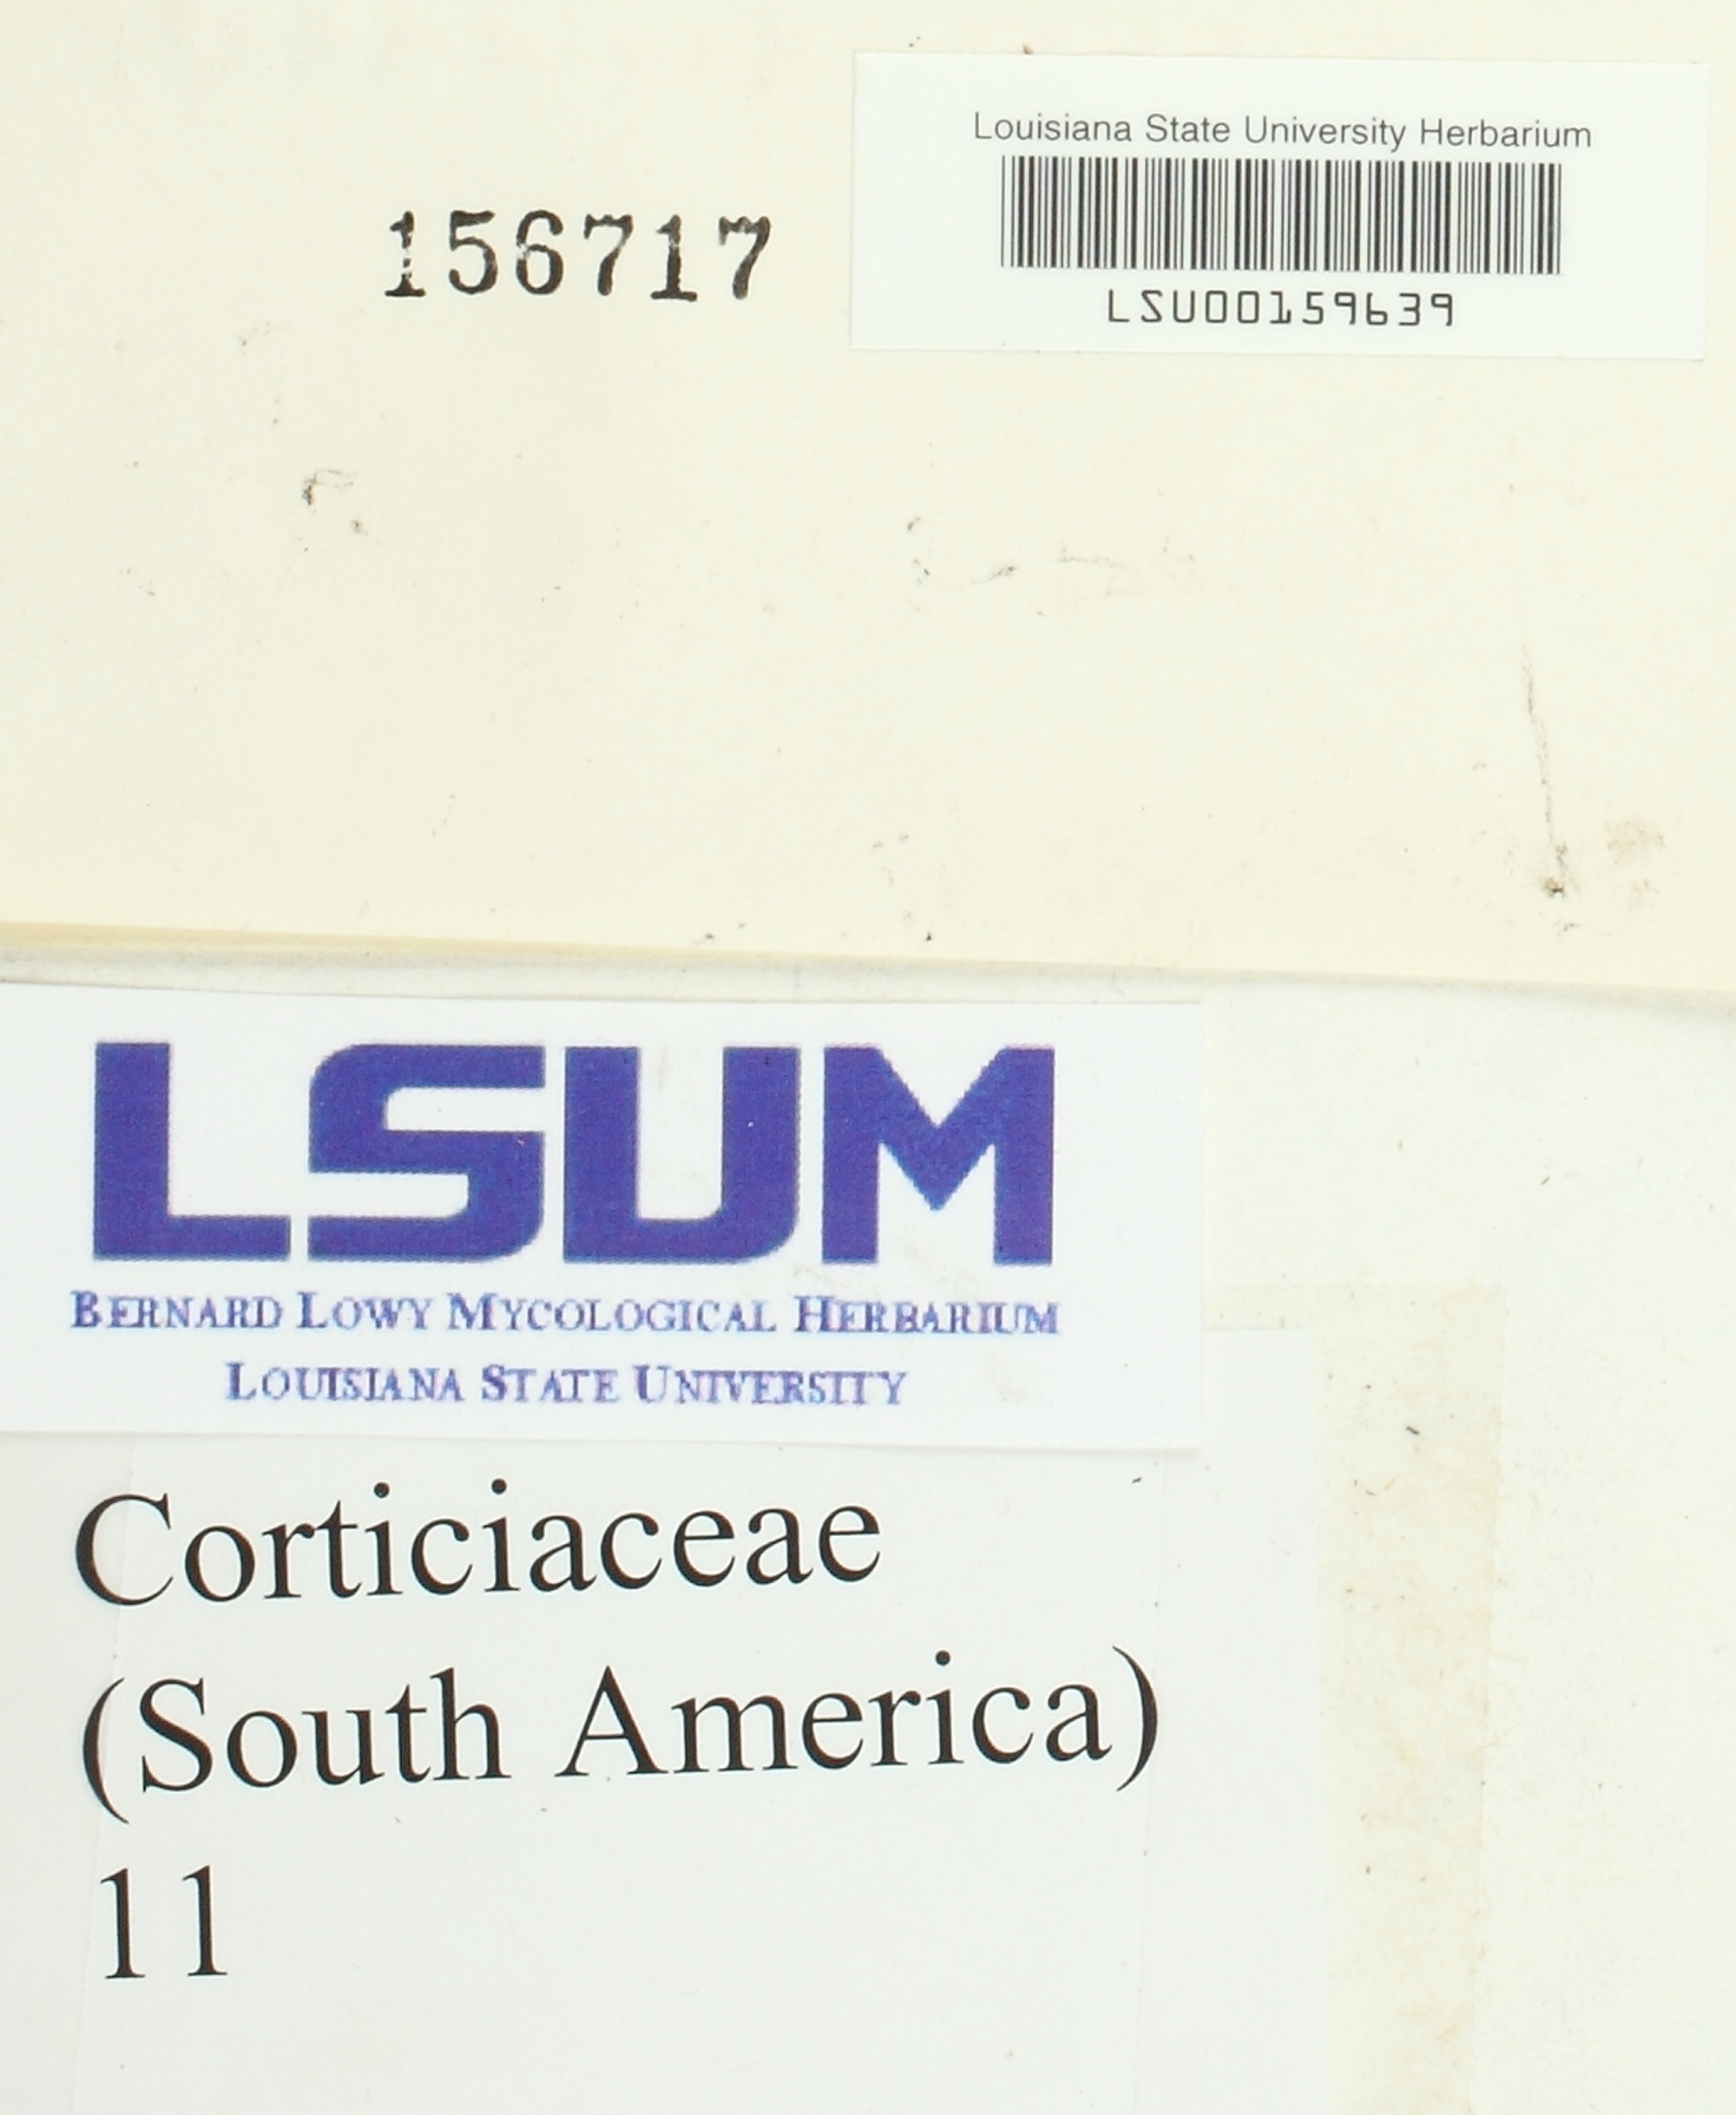 Louisiana State University Herbarium
156717
LSU00159639
LSUM
BERNARD LOWY MYCOLOGICAL HERBARIUM
LOUISIANA STATE UNIVERSITY
Corticiaceae
(South America)
11